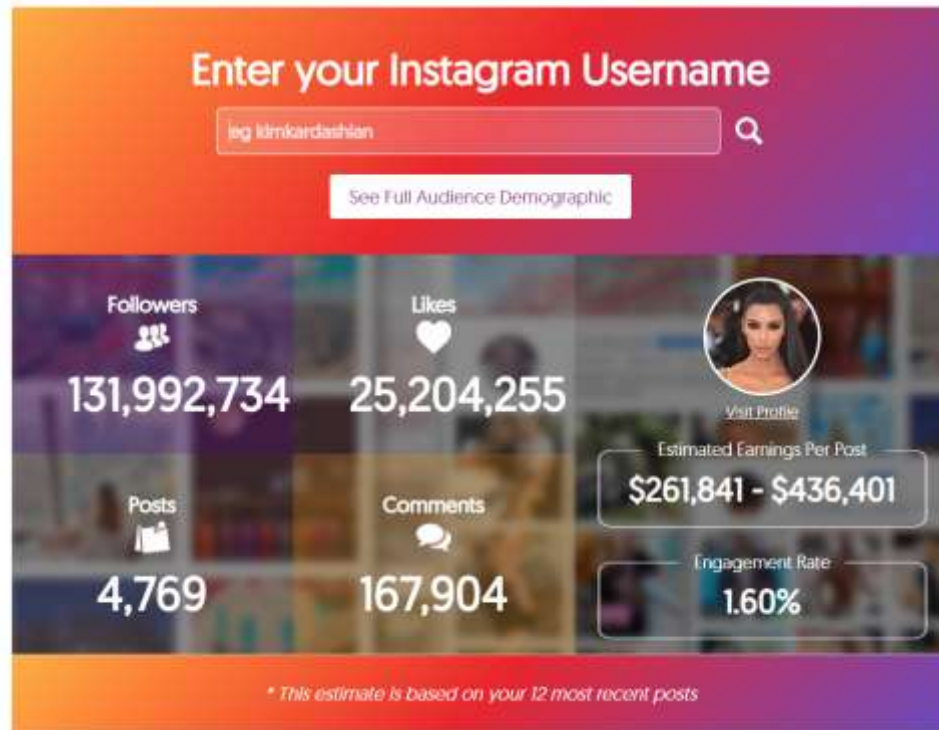 Enter your Instagram Username
eg kimkardashian
See Full Audience Demographic
Followers
131,992,734
Likes
25,204,255
Visit Profile
Estimated Earnings Per Post
$261,841 - $436,401
Posts
4,769
Comments
167,904
Engagement Rate
1.60%
* This estimate is based on your 12 most recent posts